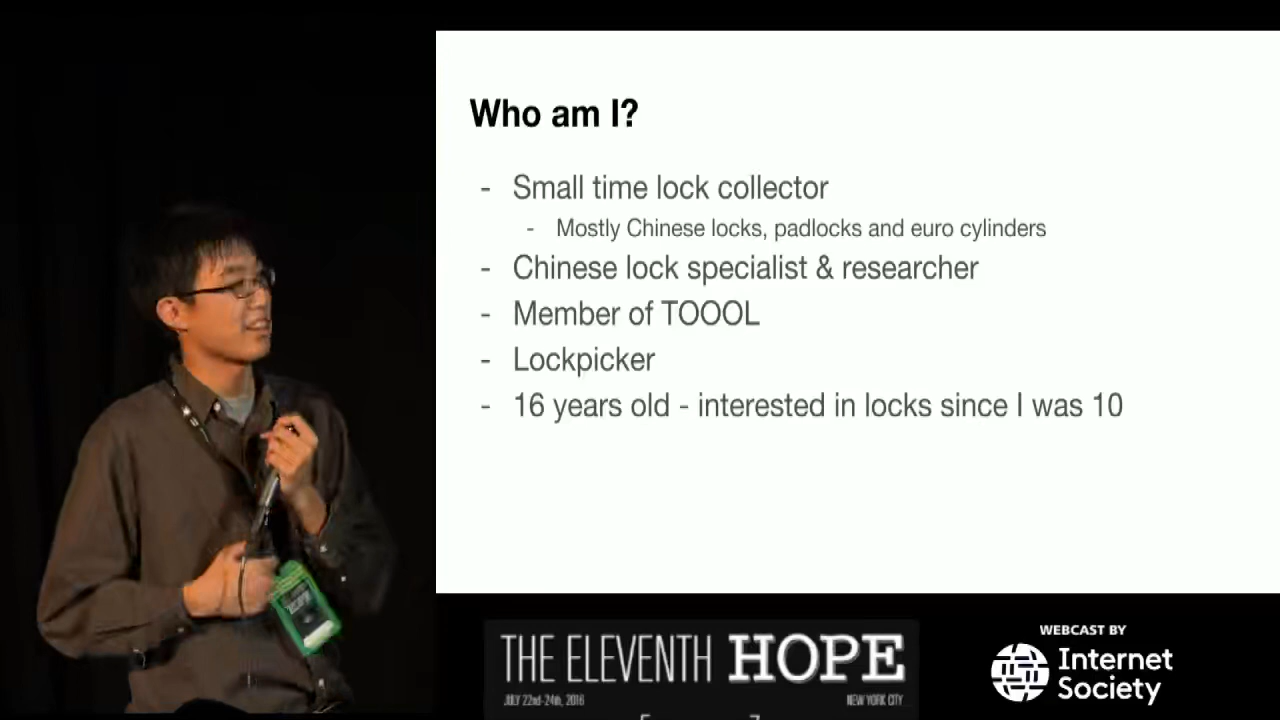 Who am I?
- Small time lock collector
- Mostly Chinese locks, padlocks and euro cylinders
- Chinese lock specialist & researcher
- Member of TOOOL
- Lockpicker
- 16 years old - interested in locks since I was 10
THE ELEVENTH HOPE
JULY 22nd-24th, 2016 NEW YORK CITY
WEBCAST BY
Internet
Society